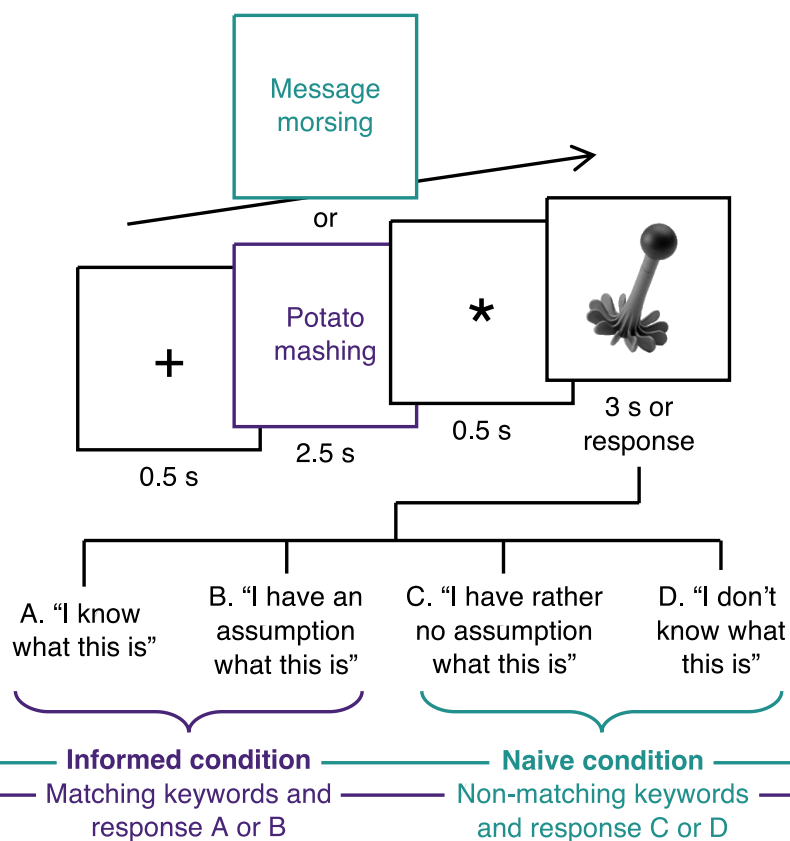 Message
morsing
or
+
Potato
mashing
*
0.5 s
2.5 s
0.5 s
3 s or
response
A. “I know
what this is”
B. “I have an
assumption
what this is”
C. “I have rather
no assumption
what this is”
D. “I don’t
know what
this is”
Informed condition
Matching keywords and
response A or B
Naive condition
Non-matching keywords
and response C or D